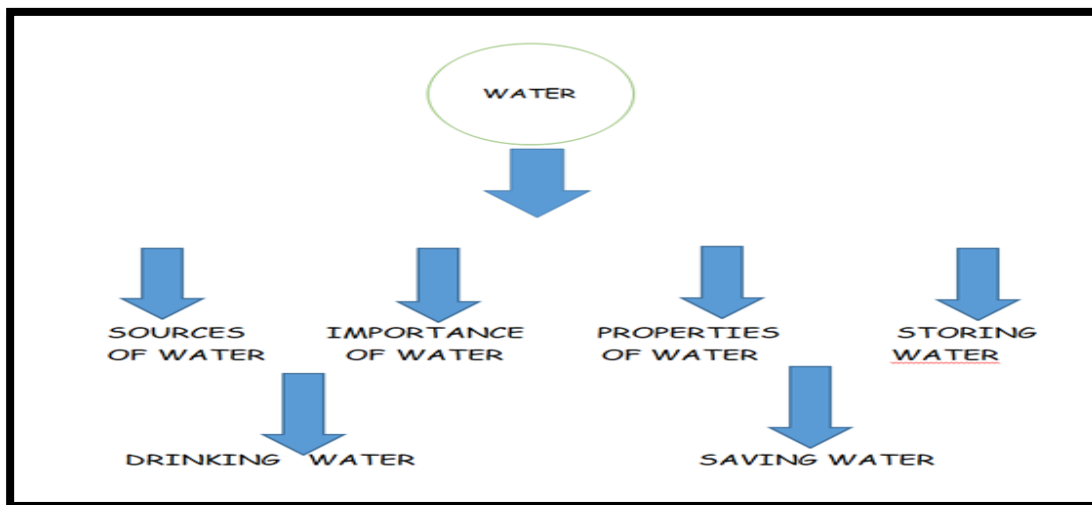 WATER
SOURCES OF WATER
IMPORTANCE OF WATER
PROPERTIES OF WATER
STORING WATER
DRINKING WATER
SAVING WATER